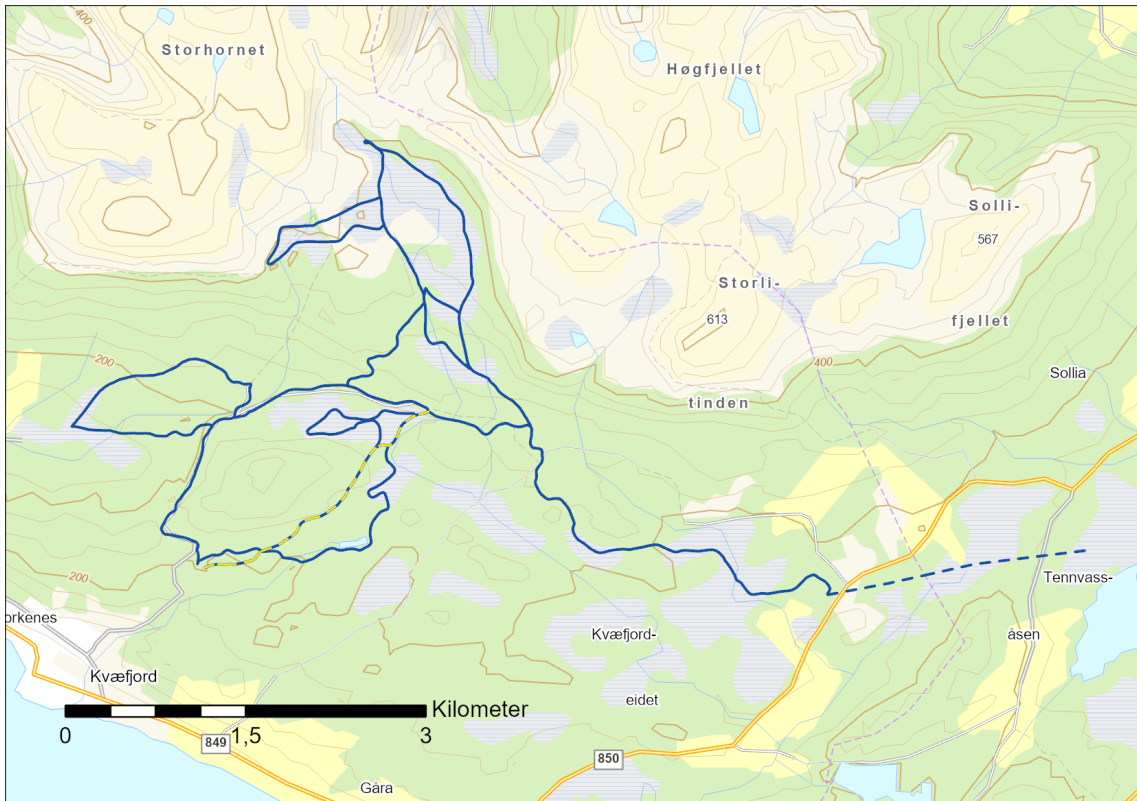 400
Storhornet
Høgfjellet
Solli-
567
Storli-
613
fjellet
200
400
Sollia
tinden
200
Tennvass-
orkenes
Kvæfjord-
åsen
Kvæfjord
eidet
Kilometer
0
1,5
3
849
850
Gåra